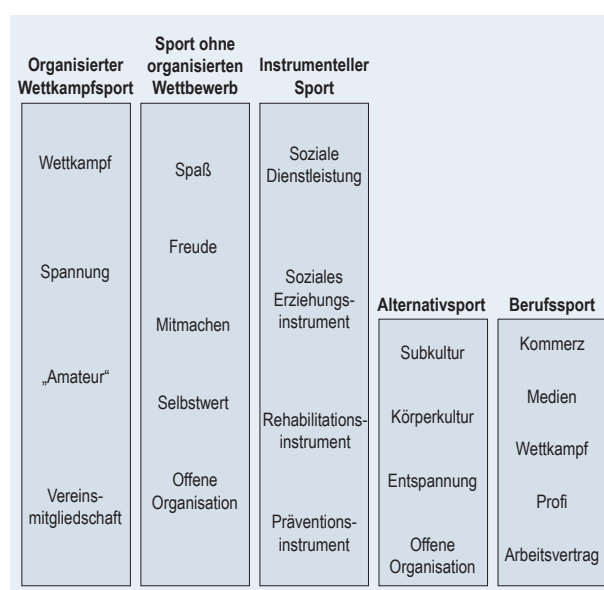 Organisierter
Wettkampfsport
Wettkampf
Spannung
„Amateur“
Vereins-
mitgliedschaft
Sport ohne
organisierten
Wettbewerb
Spaß
Freude
Mitmachen
Selbstwert
Offene
Organisation
Instrumenteller
Sport
Soziale
Dienstleistung
Soziales
Erziehungs-
instrument
Rehabilitations-
instrument
Präventions-
instrument
Alternativsport
Subkultur
Körperkultur
Entspannung
Offene
Organisation
Berufssport
Kommerz
Medien
Wettkampf
Profi
Arbeitsvertrag